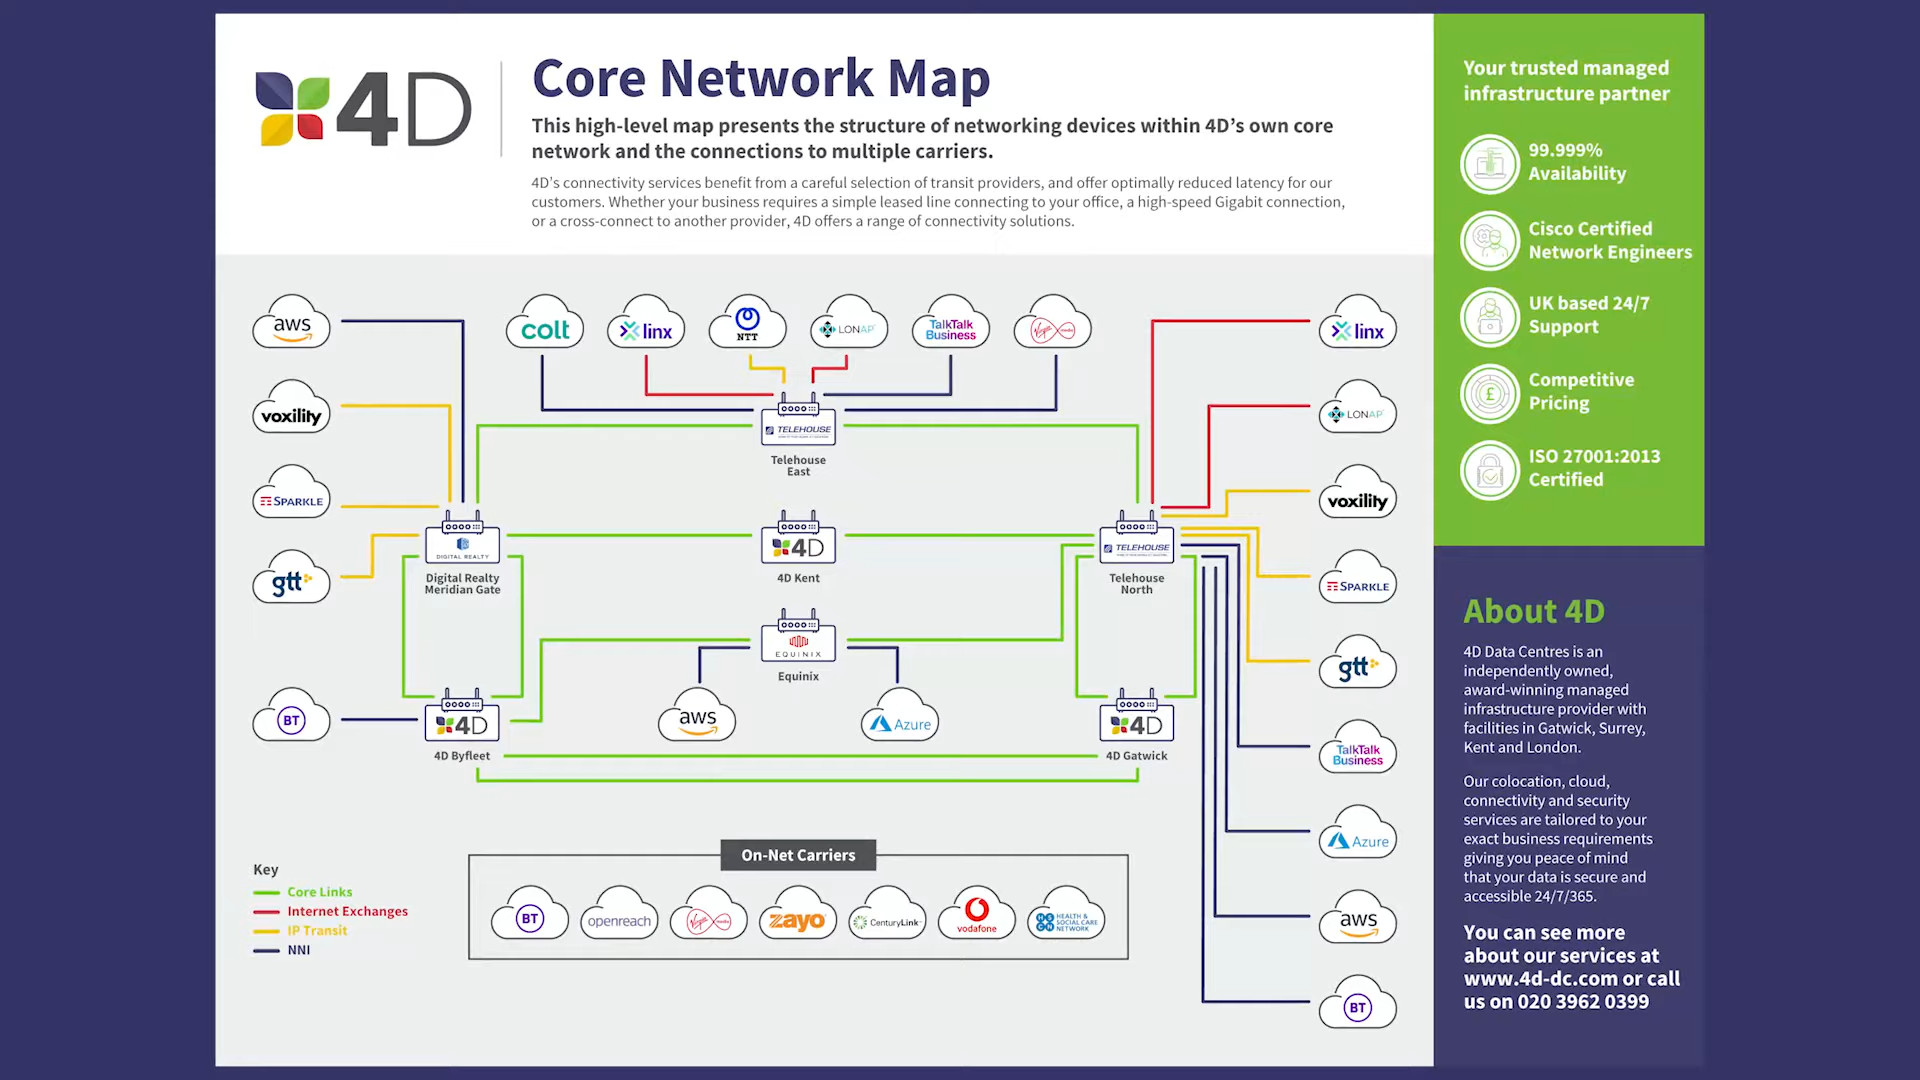 4D
Core Network Map
This high-level map presents the structure of networking devices within 4D's own core
network and the connections to multiple carriers.
4D's connectivity services benefit from a careful selection of transit providers, and offer optimally reduced latency for our
customers. Whether your business requires a simple leased line connecting to your office, a high-speed Gigabit connection,
or a cross-connect to another provider, 4D offers a range of connectivity solutions.
aws
voxility
SPARKLE
gtt
BT
colt
linx
NTT
LONAP
TalkTalk
Business
Virgin media
TELEHOUSE
Telehouse
East
DIGITAL REALTY
Digital Realty
Meridian Gate
4D
4D Kent
TELEHOUSE
Telehouse
North
EQUINIX
Equinix
aws
Azure
4D
4D Byfleet
4D
4D Gatwick
linx
LONAP
voxility
SPARKLE
gtt
TalkTalk
Business
Azure
aws
BT
Key
Core Links
Internet Exchanges
IP Transit
NNI
On-Net Carriers
BT
openreach
Virgin media
zayo
CenturyLink
vodafone
HSCN
HEALTH &
SOCIAL CARE
NETWORK
Your trusted managed
infrastructure partner
99.999%
Availability
Cisco Certified
Network Engineers
UK based 24/7
Support
£
Competitive
Pricing
ISO 27001:2013
Certified
About 4D
4D Data Centres is an
independently owned,
award-winning managed
infrastructure provider with
facilities in Gatwick, Surrey,
Kent and London.
Our colocation, cloud,
connectivity and security
services are tailored to your
exact business requirements
giving you peace of mind
that your data is secure and
accessible 24/7/365.
You can see more
about our services at
www.4d-dc.com or call
us on 020 3962 0399